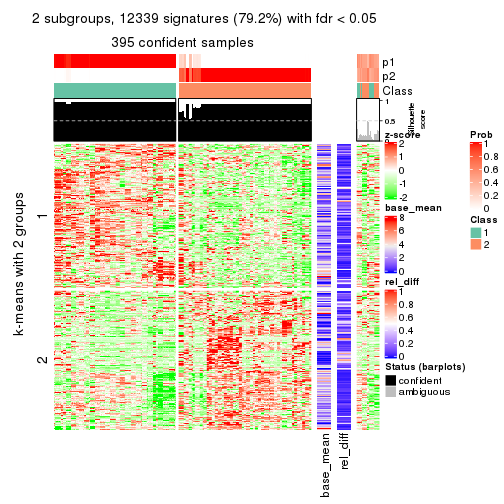 2 subgroups, 12339 signatures (79.2%) with fdr < 0.05
395 confident samples
p1
p2
Class
1
0.5
0
Silhouette
score
k-means with 2 groups
1
2
base_mean
rel_diff
z-score
2
1
0
-1
-2
base_mean
8
6
4
2
0
rel_diff
1
0.8
0.6
0.4
0.2
0
Status (barplots)
confident
ambiguous
Prob
1
0.8
0.6
0.4
0.2
0
Class
1
2